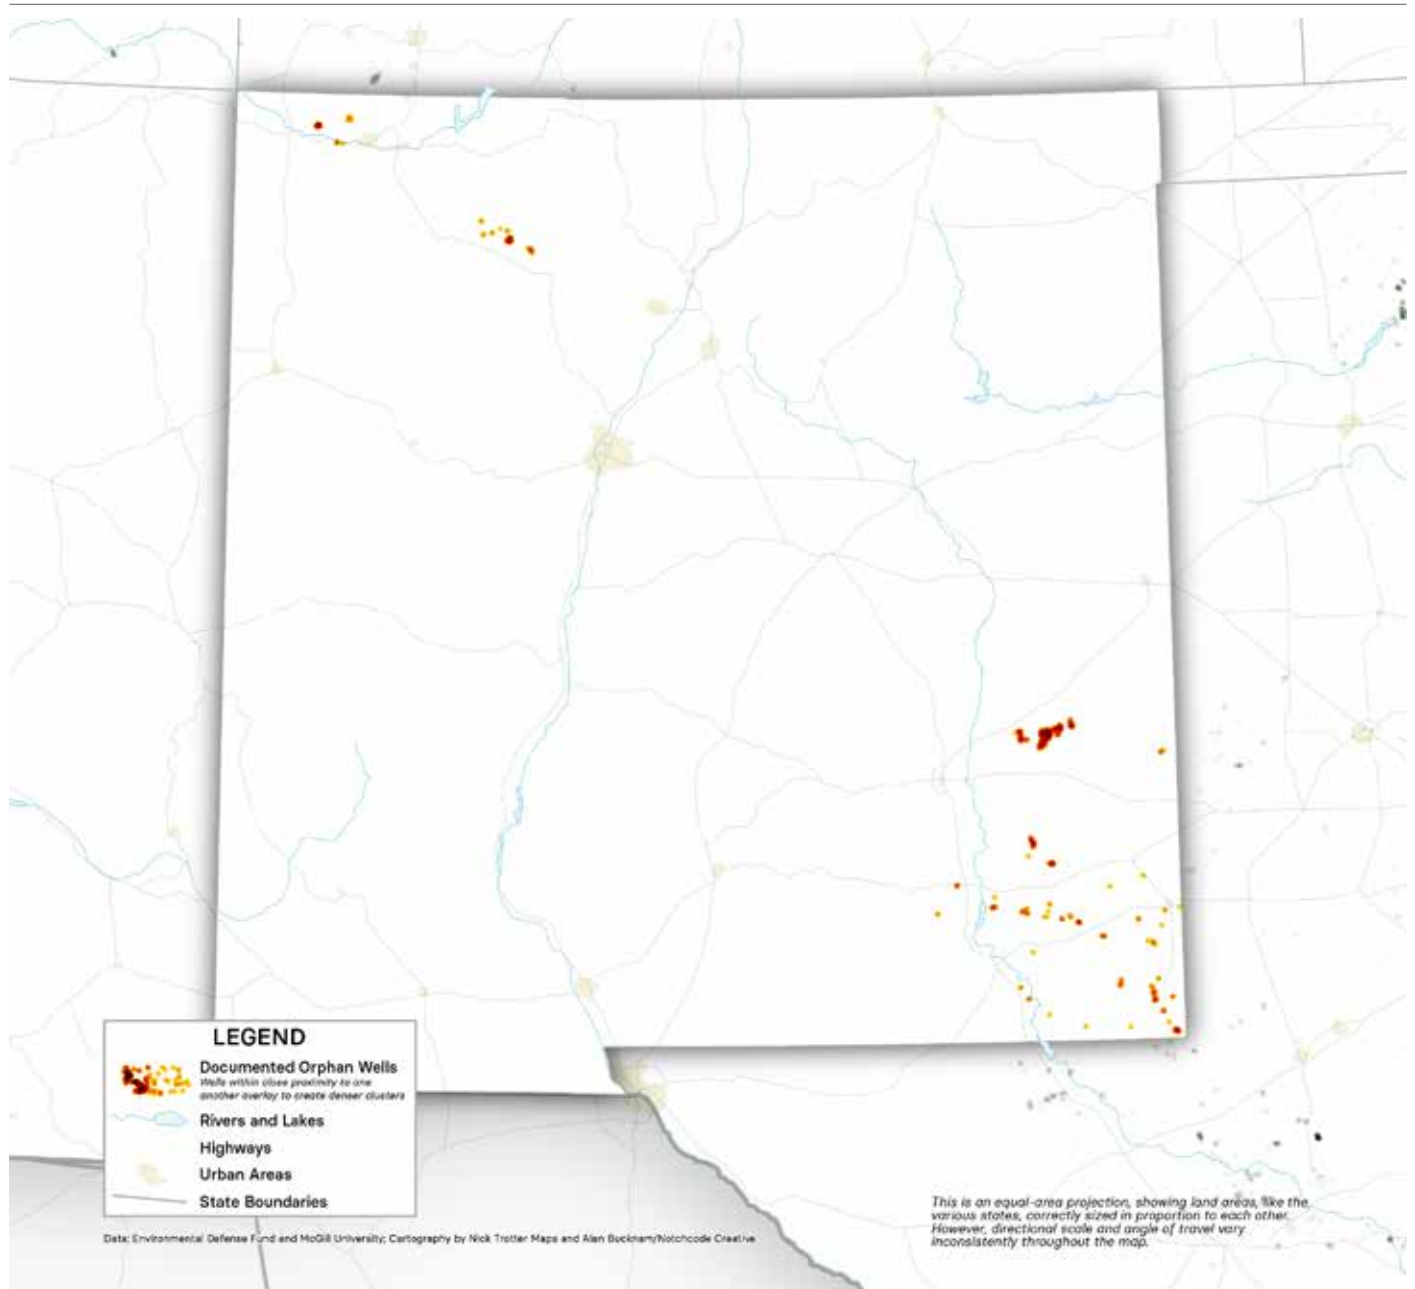 LEGEND
Documented Orphan Wells
Wells within close proximity to one
another overlay to create denser clusters
Rivers and Lakes
Highways
Urban Areas
State Boundaries
Data: Environmental Defense Fund and McGill University; Cartography by Nick Trotter Maps and Alan Bucknam/Notchcode Creative
This is an equal-area projection, showing land areas, like the
various states, correctly sized in proportion to each other.
However, directional scale and angle of travel vary
inconsistently throughout the map.